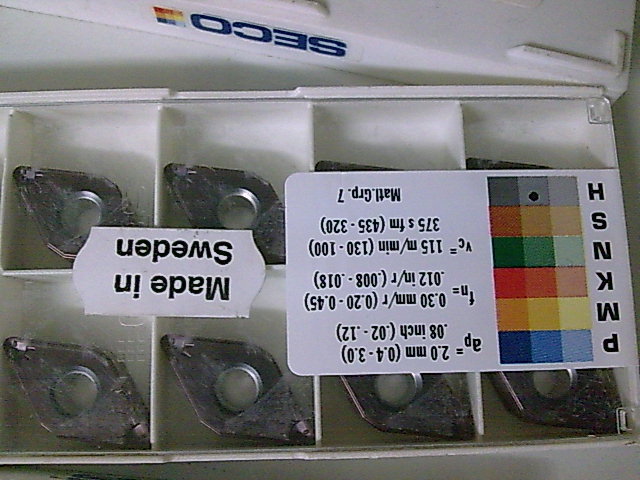 SECO
Made in
Sweden
P
M
K
N
S
H
ap = 2.0 mm (0.4 - 3.0)
.08 inch (.02 - .12)
fn = 0.30 mm/r (0.20 - 0.45)
.012 in/r (.008 - .018)
vc = 115 m/min (130 - 100)
375 s fm (435 - 320)
Matl.Grp. 7